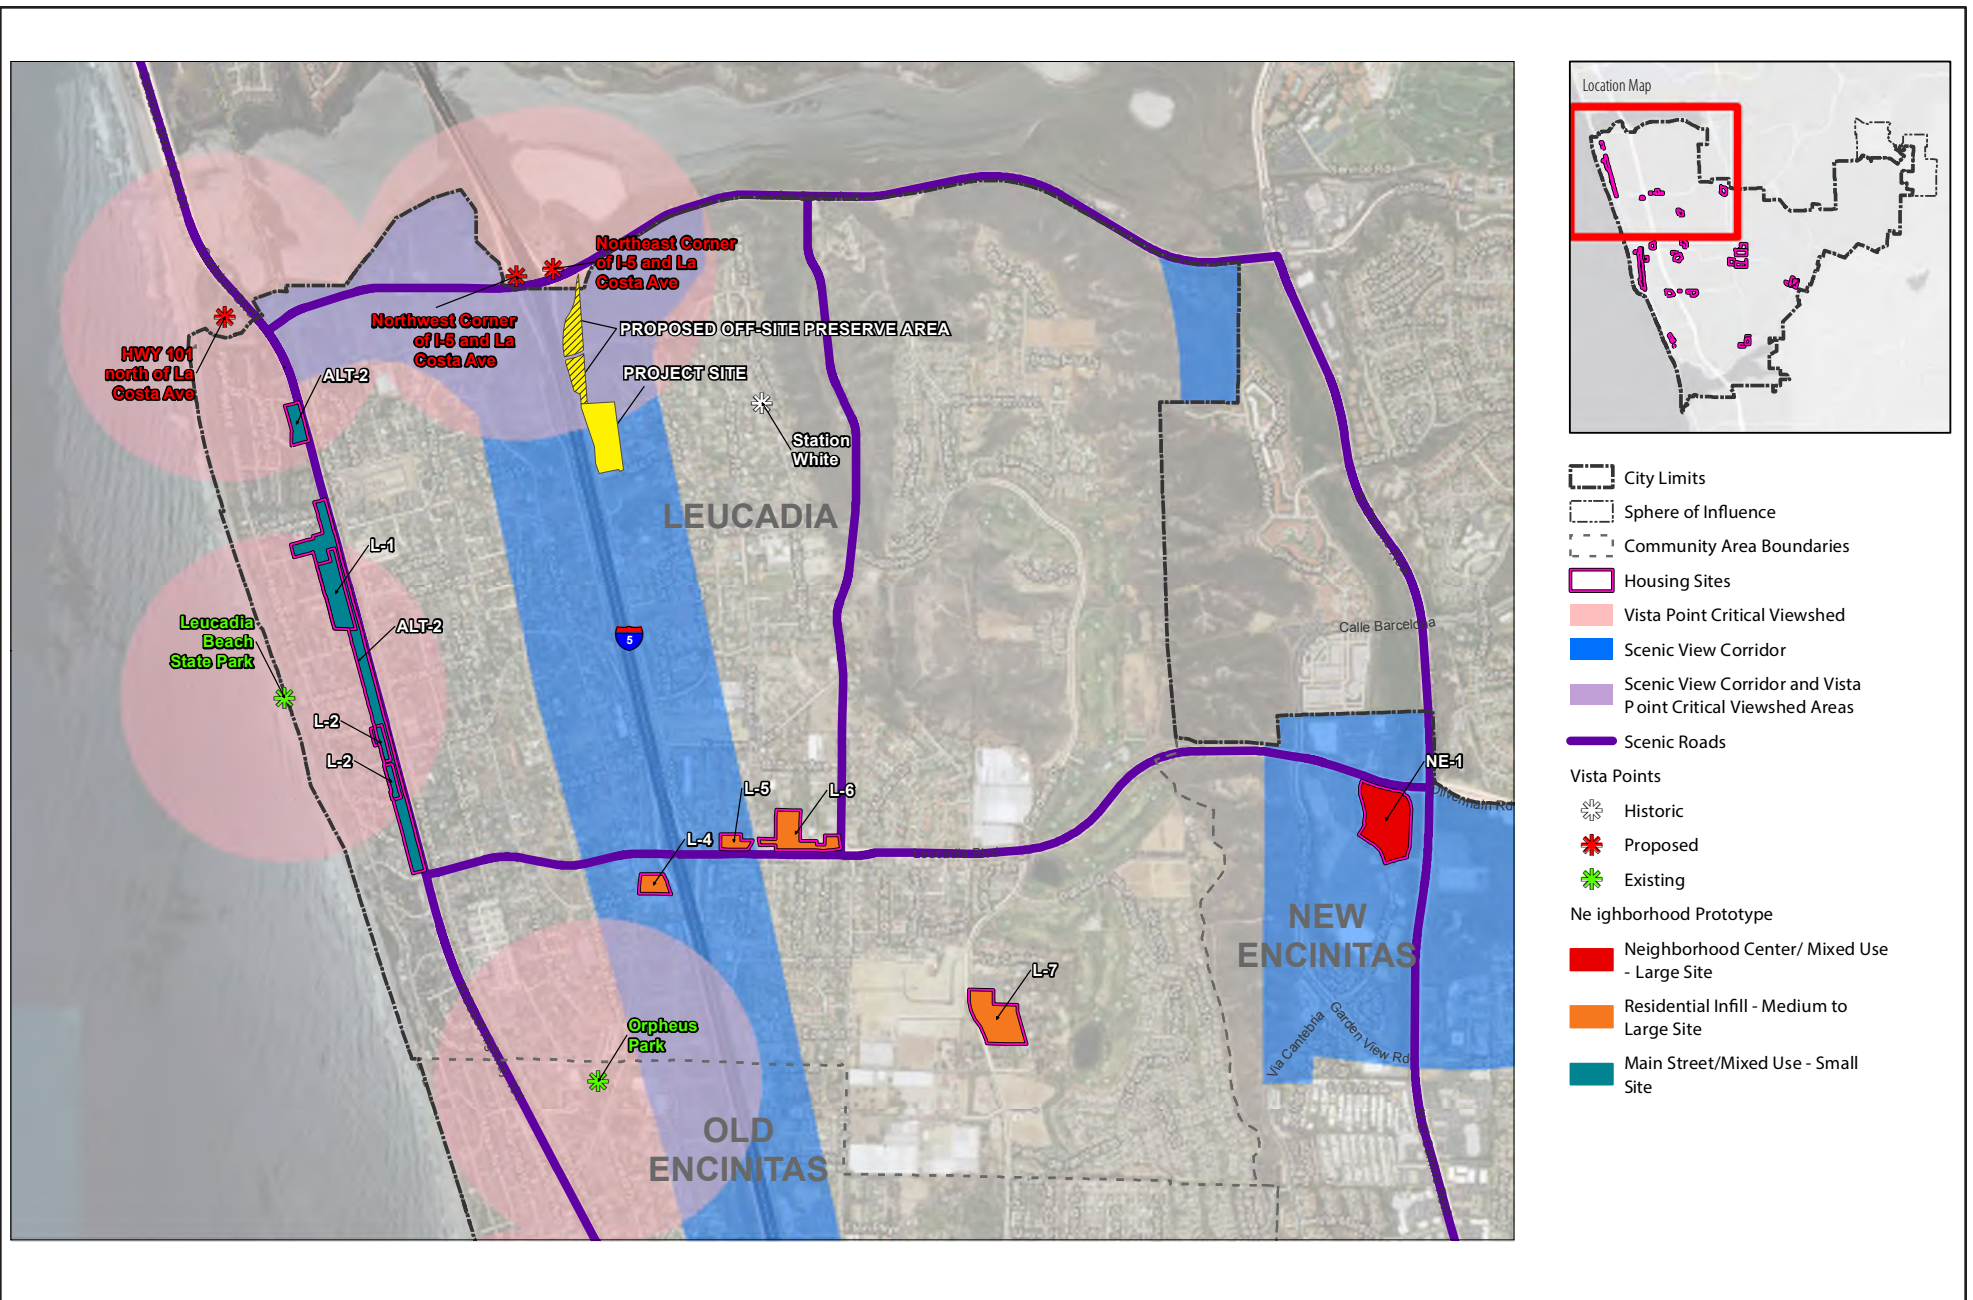 Location Map
Northeast Corner
of I-5 and La
Costa Ave
Northwest Corner
of I-5 and La
Costa Ave
HWY 101
north of La
Costa Ave
PROPOSED OFF-SITE PRESERVE AREA
PROJECT SITE
ALT-2
Station
White
LEUCADIA
L-1
ALT-2
Leucadia
Beach
State Park
5
Calle Barcelona
L-2
L-2
L-5
L-6
L-4
NE-1
Olivenhain Rd
Leucadia Blvd
NEW
ENCINITAS
L-7
Via Cantebria
Garden View Rd
Orpheus
Park
OLD
ENCINITAS
City Limits
Sphere of Influence
Community Area Boundaries
Housing Sites
Vista Point Critical Viewshed
Scenic View Corridor
Scenic View Corridor and Vista
Point Critical Viewshed Areas
Scenic Roads
Vista Points
Historic
Proposed
Existing
Ne ighborhood Prototype
Neighborhood Center/ Mixed Use
- Large Site
Residential Infill - Medium to
Large Site
Main Street/Mixed Use - Small
Site